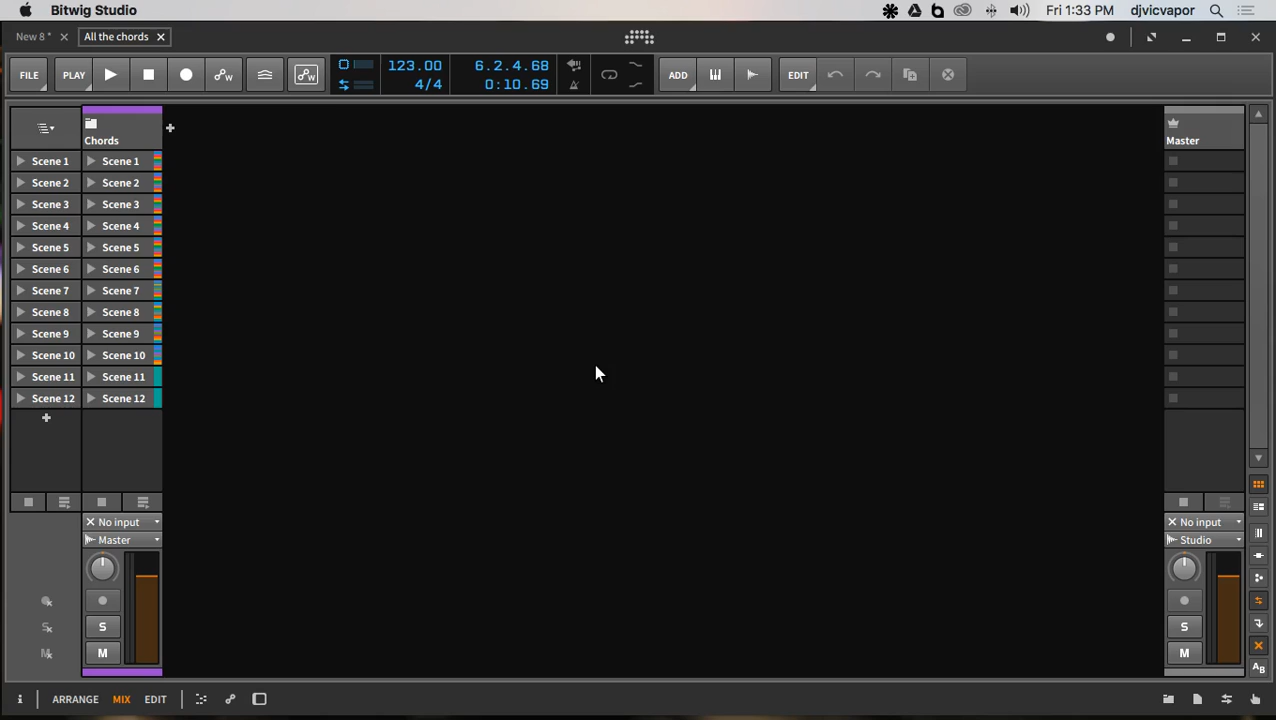 Bitwig Studio
Fri 1:33 PM djvicvapor
New 8 * All the chords
FILE PLAY 123.00 6.2.4.68 ADD EDIT
4/4 0:10.69
Chords Master
Scene 1 Scene 1
Scene 2 Scene 2
Scene 3 Scene 3
Scene 4 Scene 4
Scene 5 Scene 5
Scene 6 Scene 6
Scene 7 Scene 7
Scene 8 Scene 8
Scene 9 Scene 9
Scene 10 Scene 10
Scene 11 Scene 11
Scene 12 Scene 12
No input No input
Master Studio
S S S
M M M
AB
ARRANGE MIX EDIT